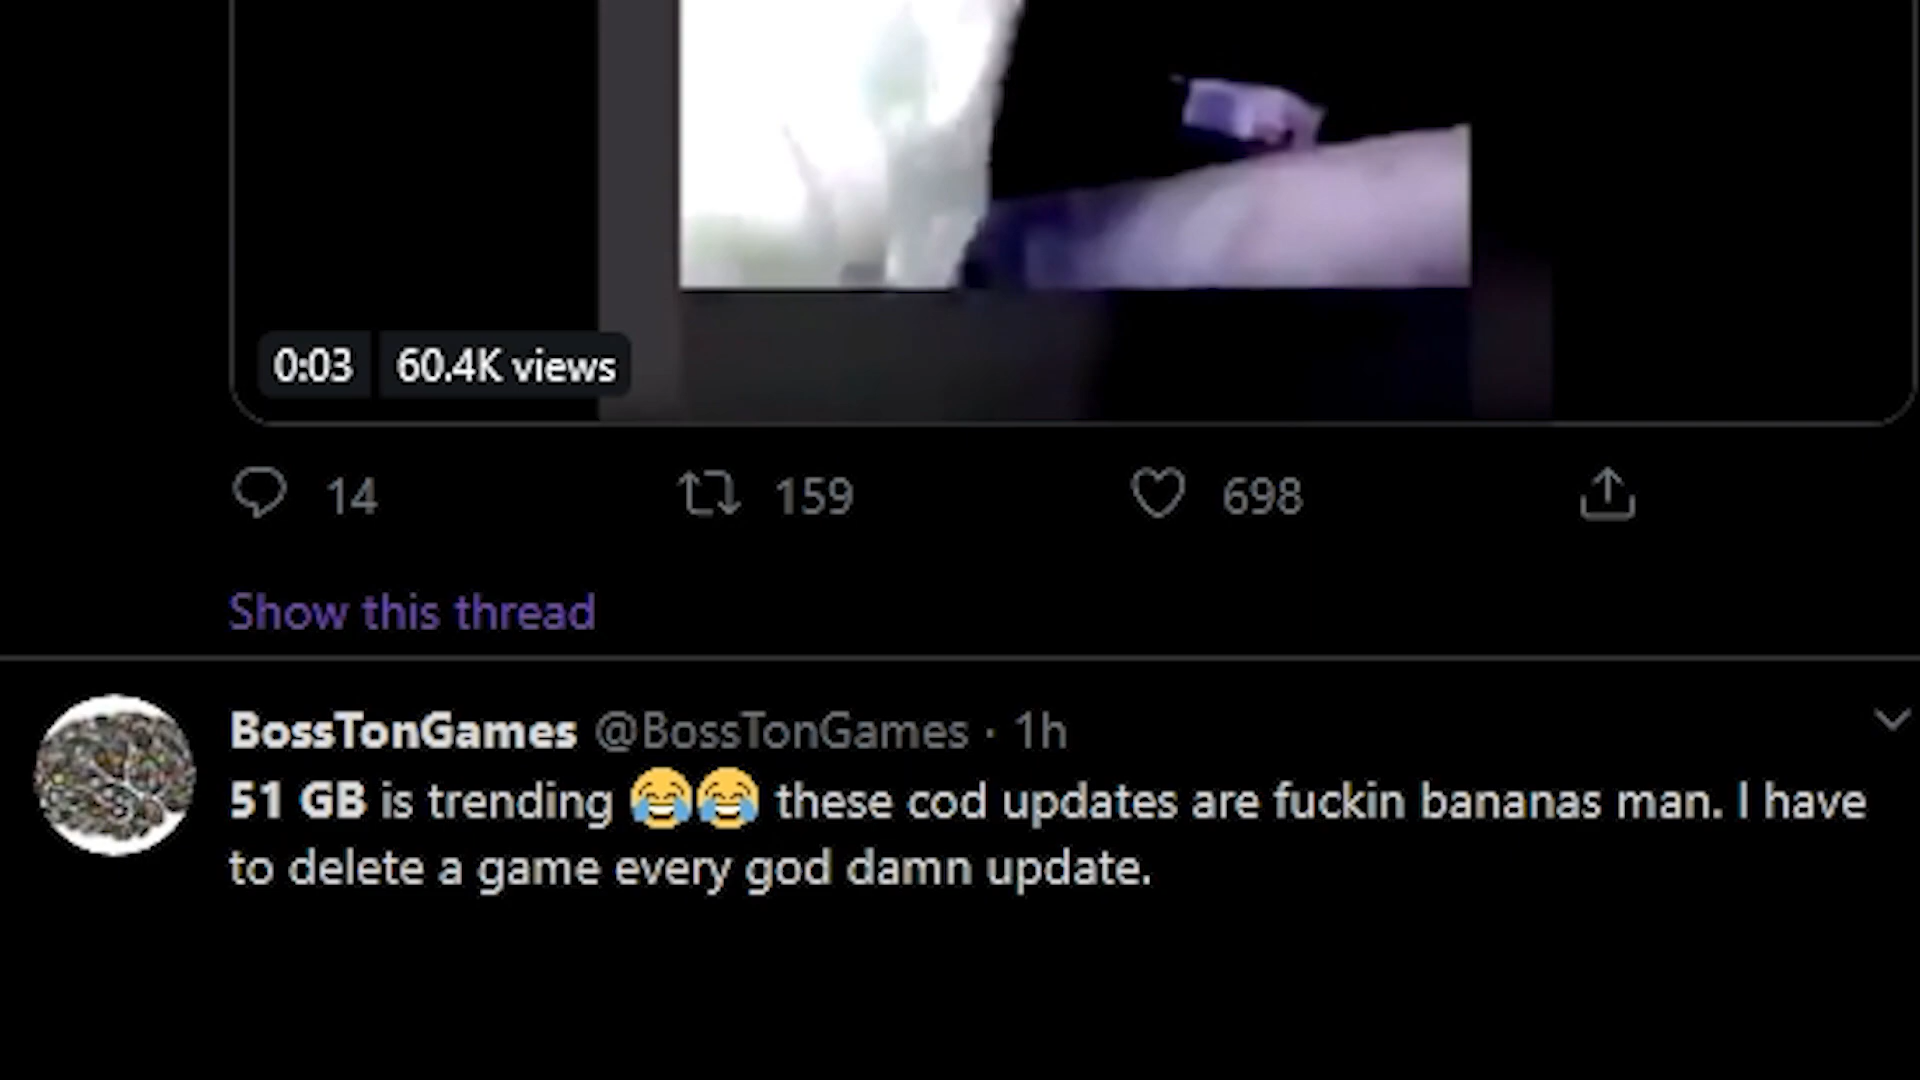 0:03 60.4K views
14 159 698
Show this thread
BossTonGames @BossTonGames · 1h
51 GB is trending 😂😂 these cod updates are fuckin bananas man. I have
to delete a game every god damn update.